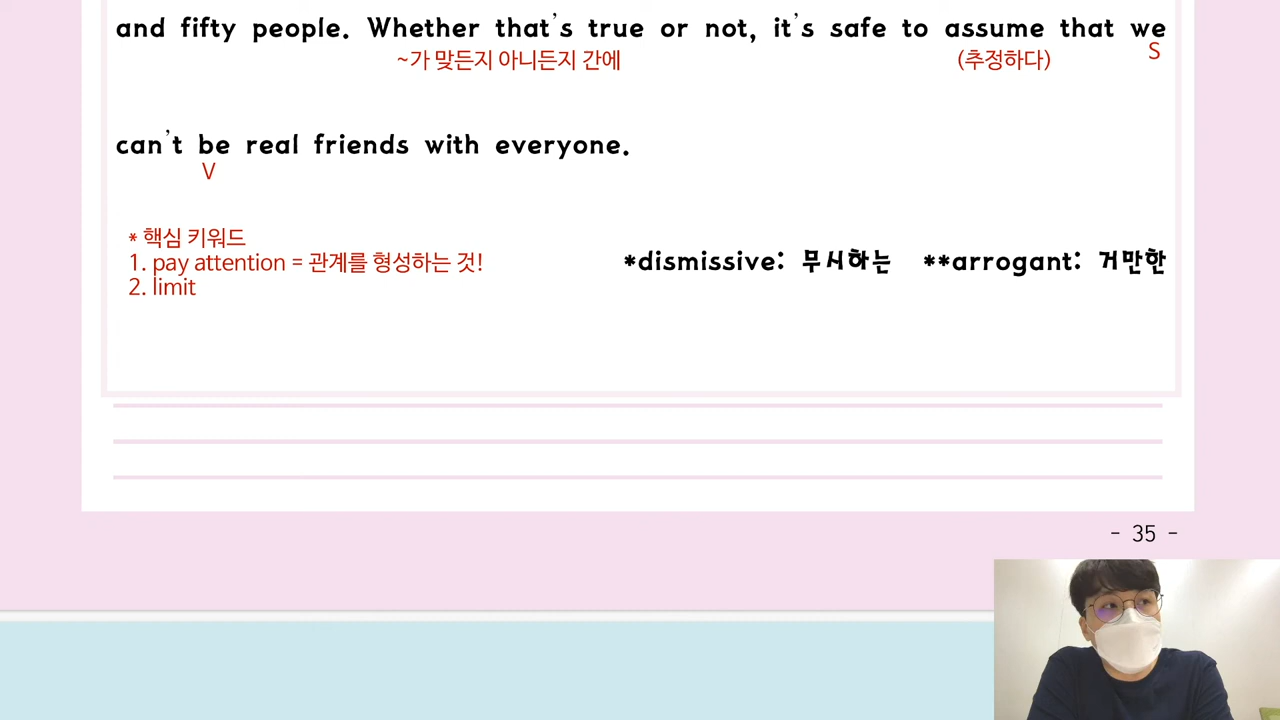 and fifty people. Whether that's true or not, it's safe to assume that we
~가 맞든지 아니든지 간에 (추정하다) S
can't be real friends with everyone.
V
* 핵심 키워드
1. pay attention = 관계를 형성하는 것!
*dismissive: 무시하는 **arrogant: 거만한
2. limit
- 35 -